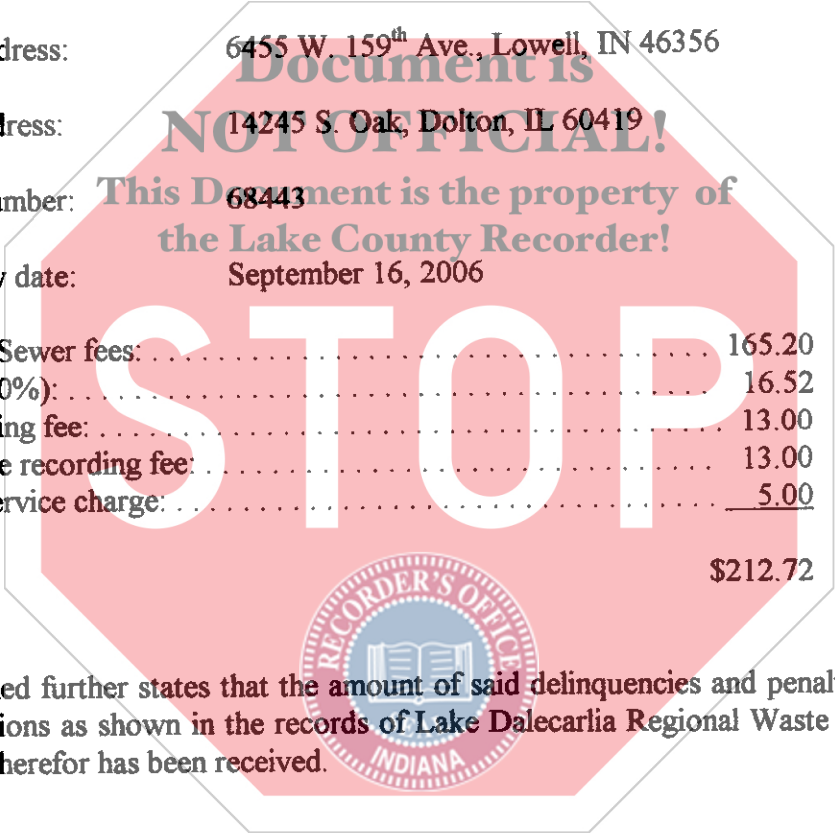 dress: 6455 W. 159th Ave., Lowell, IN 46356
Document is
dress: 14245 S. Oak, Dolton, IL 60419
NOT OFFICIAL!
umber: 68443
This Document is the property of
the Lake County Recorder!
y date: September 16, 2006
STOP
Sewer fees: . . . . . . . . . . . . . . . . . . . . . . . . . . . . . . . . . . . . . . . 165.20
0%): . . . . . . . . . . . . . . . . . . . . . . . . . . . . . . . . . . . . . . . . . . . . 16.52
ing fee: . . . . . . . . . . . . . . . . . . . . . . . . . . . . . . . . . . . . . . . . . . 13.00
e recording fee: . . . . . . . . . . . . . . . . . . . . . . . . . . . . . . . . . . . 13.00
ervice charge: . . . . . . . . . . . . . . . . . . . . . . . . . . . . . . . . . . . . . 5.00
$212.72
RECORDER'S OFFICE
ed further states that the amount of said delinquencies and penal
ions as shown in the records of Lake Dalecarlia Regional Waste
herefor has been received.
INDIANA